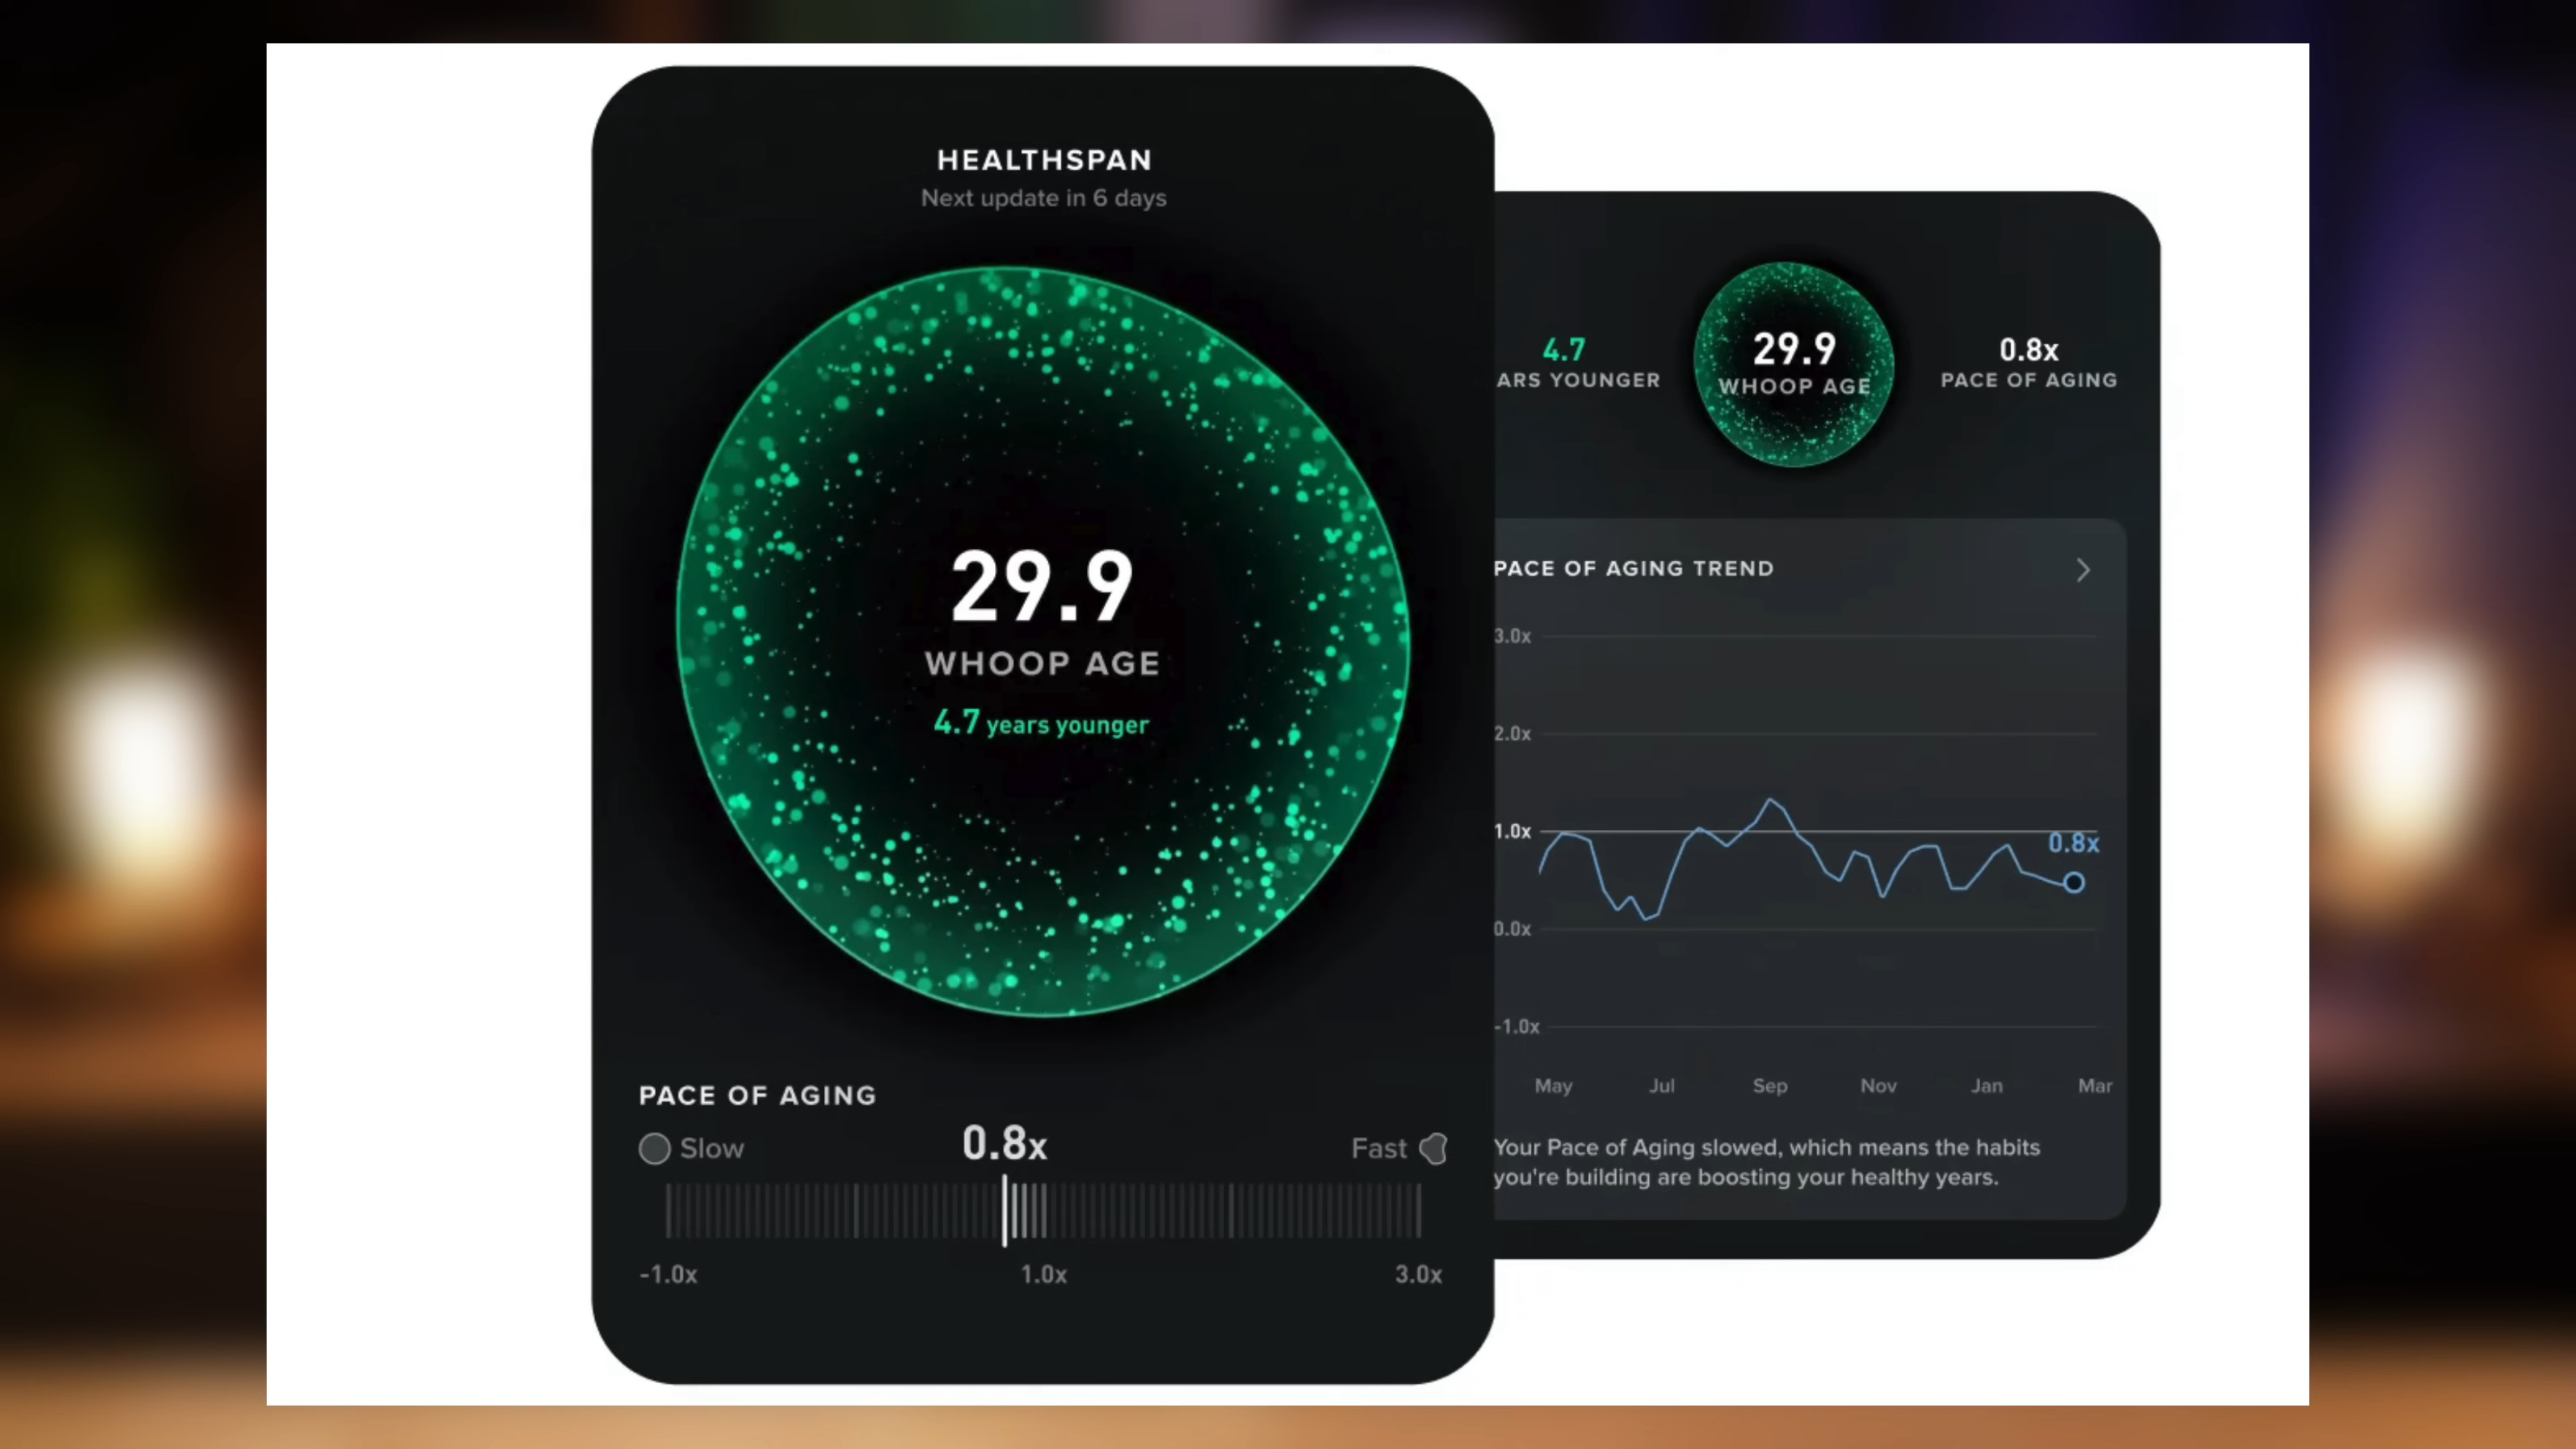 HEALTHSPAN
Next update in 6 days
29.9
WHOOP AGE
4.7 years younger
PACE OF AGING
Slow
0.8x
Fast
-1.0x
1.0x
3.0x
4.7
ARS YOUNGER
29.9
WHOOP AGE
0.8x
PACE OF AGING
PACE OF AGING TREND
3.0x
2.0x
1.0x
0.8x
0.0x
-1.0x
May
Jul
Sep
Nov
Jan
Mar
Your Pace of Aging slowed, which means the habits
you're building are boosting your healthy years.